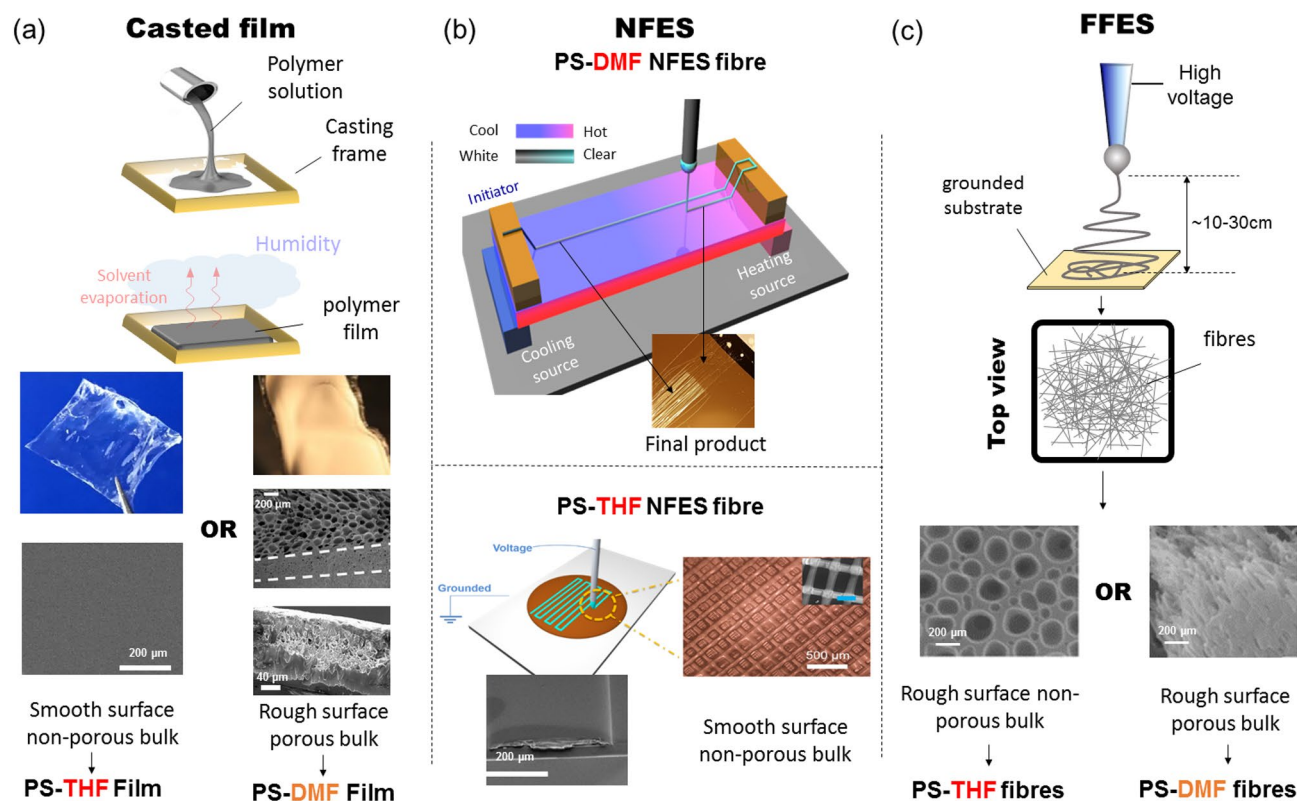 (a)
Casted film
Polymer
solution
Casting
frame
Humidity
Solvent
evaporation
polymer
film
OR
200 µm
200 µm
40 µm
Smooth surface
non-porous bulk
Rough surface
porous bulk
PS-THF Film
PS-DMF Film
(b)
NFES
PS-DMF NFES fibre
Cool
Hot
White
Clear
Initiator
Heating
source
Cooling
source
Final product
PS-THF NFES fibre
Voltage
Grounded
500 µm
200 µm
Smooth surface
non-porous bulk
(c)
FFES
High
voltage
grounded
substrate
~10-30cm
fibres
Top view
OR
200 µm
200 µm
Rough surface non-
porous bulk
Rough surface
porous bulk
PS-THF fibres
PS-DMF fibres